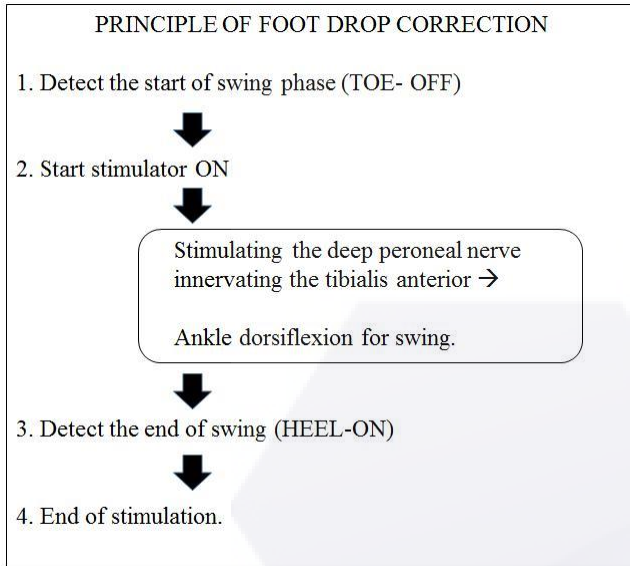 PRINCIPLE OF FOOT DROP CORRECTION
1. Detect the start of swing phase (TOE- OFF)
2. Start stimulator ON
Stimulating the deep peroneal nerve
innervating the tibialis anterior →
Ankle dorsiflexion for swing.
3. Detect the end of swing (HEEL-ON)
4. End of stimulation.